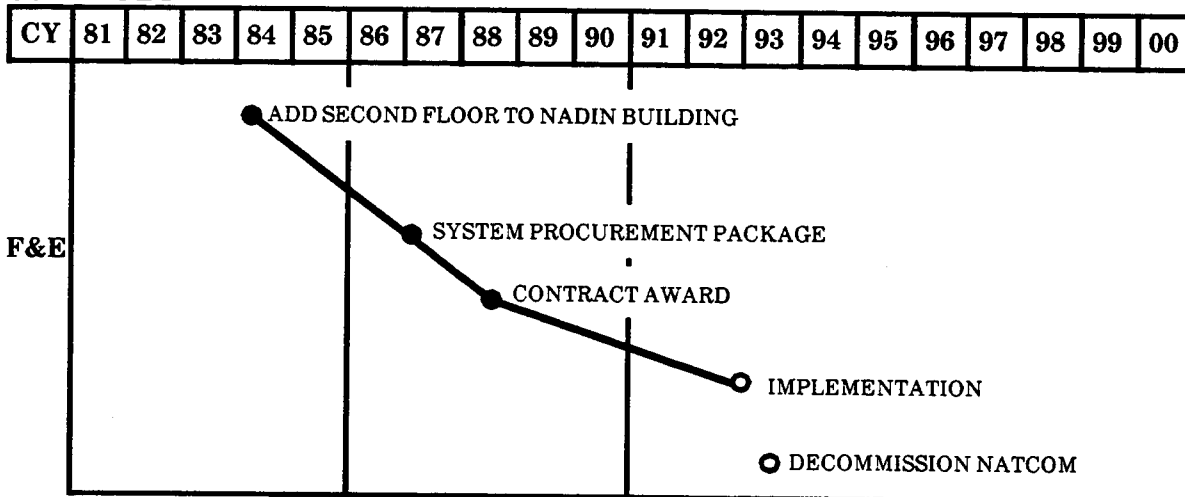 CY 81 82 83 84 85 86 87 88 89 90 91 92 93 94 95 96 97 98 99 00
ADD SECOND FLOOR TO NADIN BUILDING
SYSTEM PROCUREMENT PACKAGE
F&E
CONTRACT AWARD
IMPLEMENTATION
DECOMMISSION NATCOM